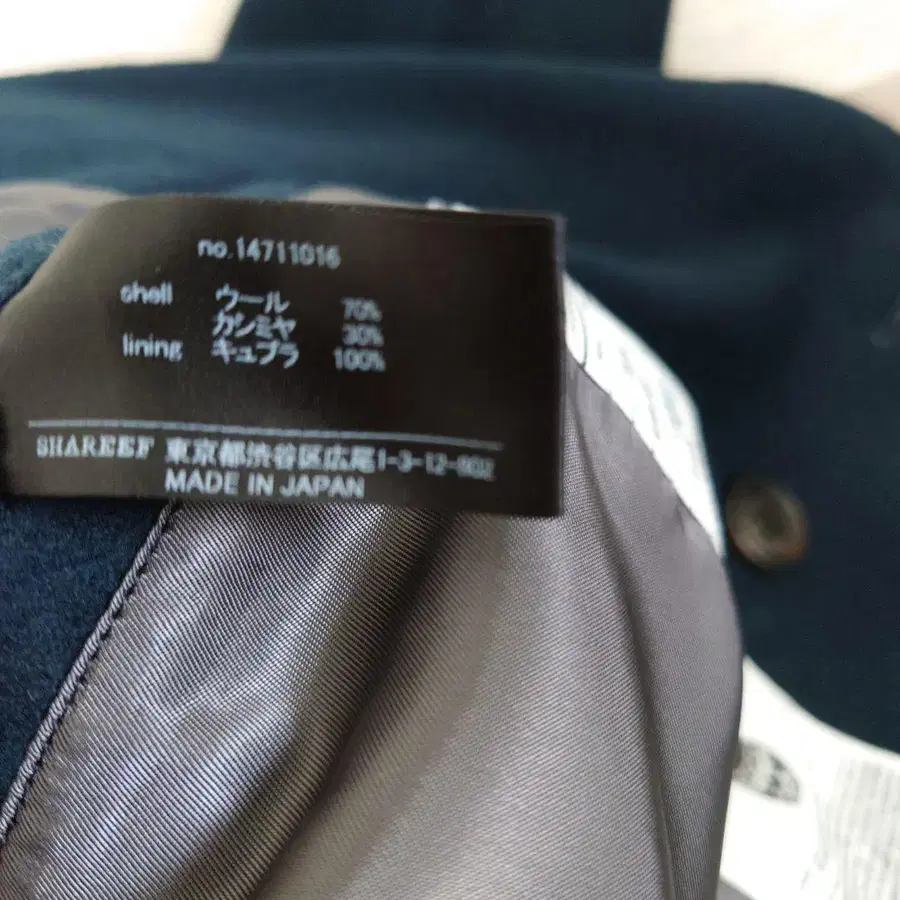 no.14711016
shell ウール 70%
カシミヤ 30%
lining キュプラ 100%
SHAREEF 東京都渋谷区広尾1-3-12-802
MADE IN JAPAN